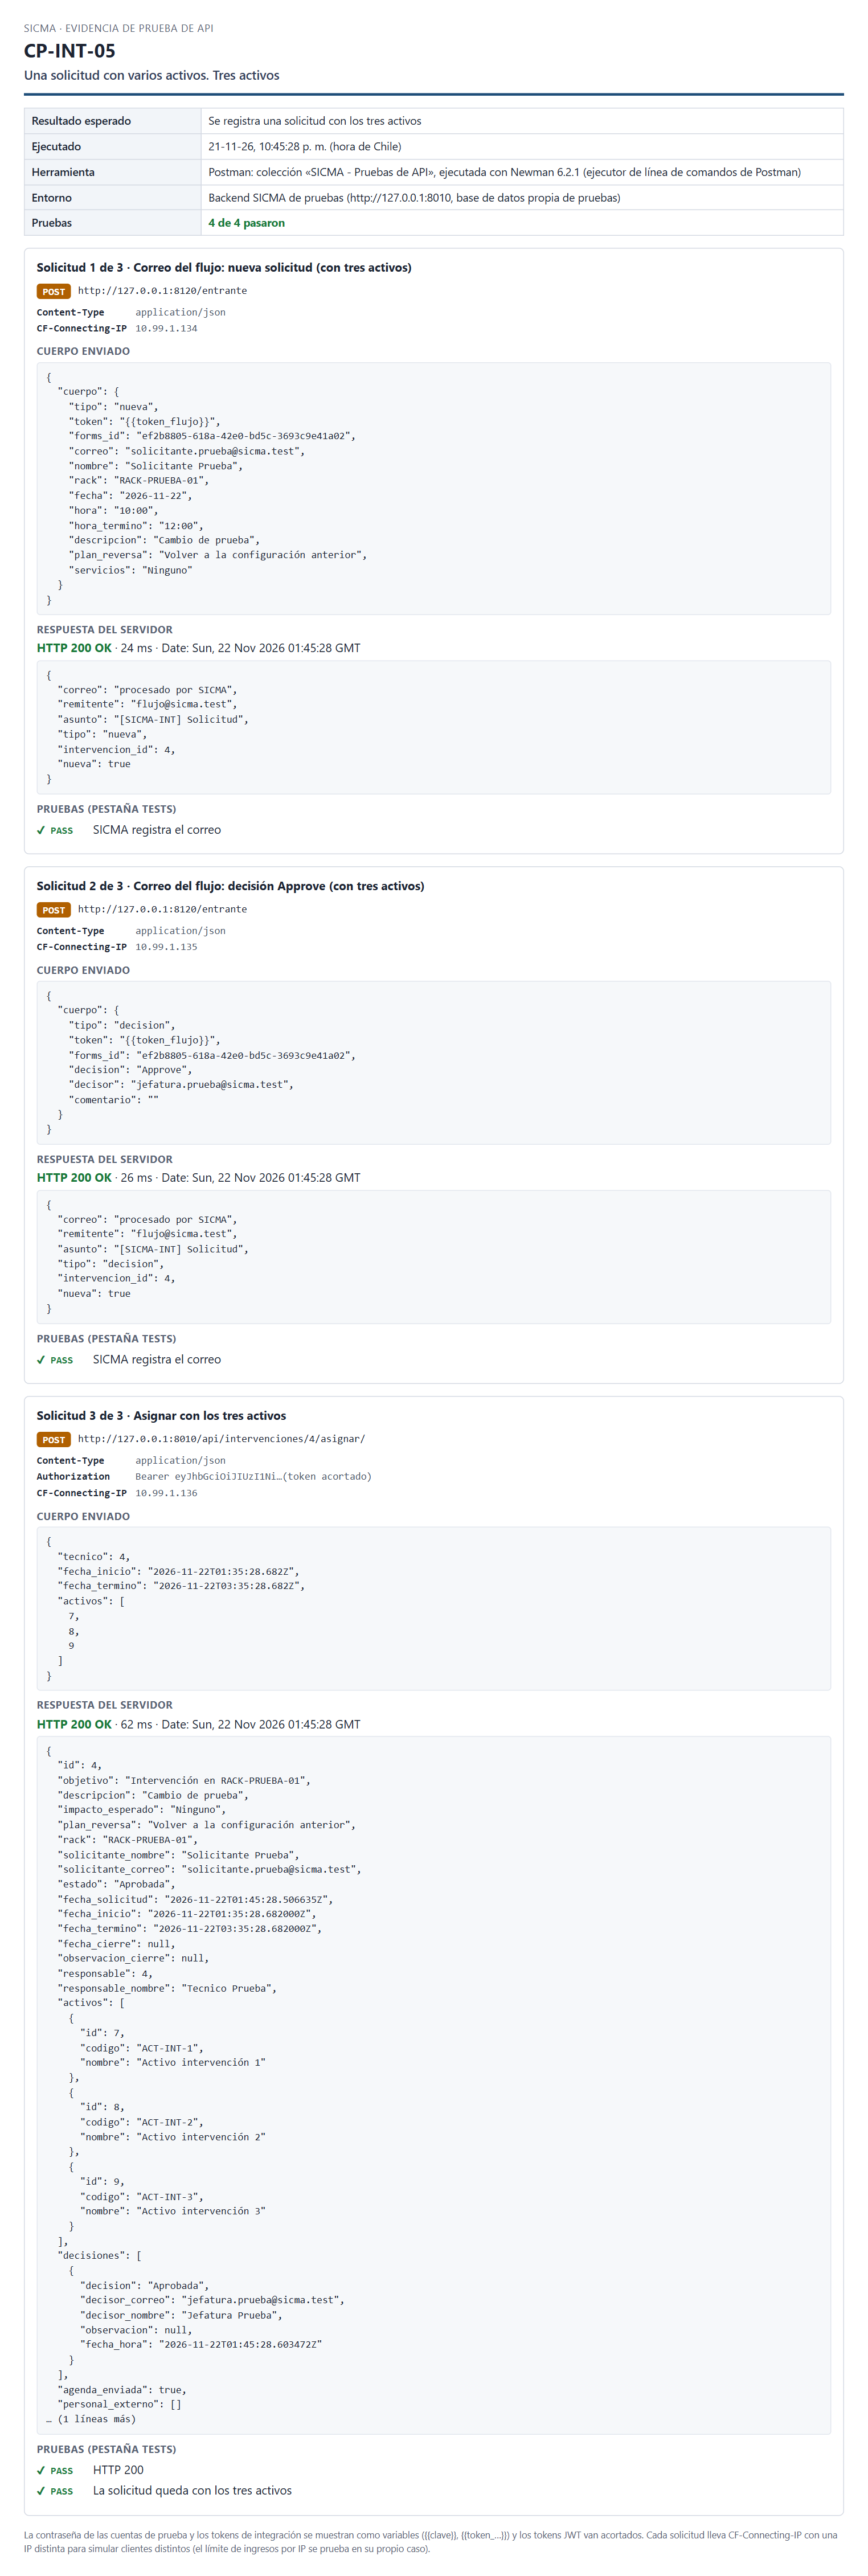 SICMA · EVIDENCIA DE PRUEBA DE API
CP-INT-05
Una solicitud con varios activos. Tres activos
Resultado esperado Se registra una solicitud con los tres activos
Ejecutado 21-11-26, 10:45:28 p. m. (hora de Chile)
Herramienta Postman: colección «SICMA - Pruebas de API», ejecutada con Newman 6.2.1 (ejecutor de línea de comandos de Postman)
Entorno Backend SICMA de pruebas (http://127.0.0.1:8010, base de datos propia de pruebas)
Pruebas 4 de 4 pasaron
Solicitud 1 de 3 · Correo del flujo: nueva solicitud (con tres activos)
POST http://127.0.0.1:8120/entrante
Content-Type application/json
CF-Connecting-IP 10.99.1.134
CUERPO ENVIADO
{
  "cuerpo": {
    "tipo": "nueva",
    "token": "{{token_flujo}}",
    "forms_id": "ef2b8805-618a-42e0-bd5c-3693c9e41a02",
    "correo": "solicitante.prueba@sicma.test",
    "nombre": "Solicitante Prueba",
    "rack": "RACK-PRUEBA-01",
    "fecha": "2026-11-22",
    "hora": "10:00",
    "hora_termino": "12:00",
    "descripcion": "Cambio de prueba",
    "plan_reversa": "Volver a la configuración anterior",
    "servicios": "Ninguno"
  }
}
RESPUESTA DEL SERVIDOR
HTTP 200 OK · 24 ms · Date: Sun, 22 Nov 2026 01:45:28 GMT
{
  "correo": "procesado por SICMA",
  "remitente": "flujo@sicma.test",
  "asunto": "[SICMA-INT] Solicitud",
  "tipo": "nueva",
  "intervencion_id": 4,
  "nueva": true
}
PRUEBAS (PESTAÑA TESTS)
✓ PASS SICMA registra el correo
Solicitud 2 de 3 · Correo del flujo: decisión Approve (con tres activos)
POST http://127.0.0.1:8120/entrante
Content-Type application/json
CF-Connecting-IP 10.99.1.135
CUERPO ENVIADO
{
  "cuerpo": {
    "tipo": "decision",
    "token": "{{token_flujo}}",
    "forms_id": "ef2b8805-618a-42e0-bd5c-3693c9e41a02",
    "decision": "Approve",
    "decisor": "jefatura.prueba@sicma.test",
    "comentario": ""
  }
}
RESPUESTA DEL SERVIDOR
HTTP 200 OK · 26 ms · Date: Sun, 22 Nov 2026 01:45:28 GMT
{
  "correo": "procesado por SICMA",
  "remitente": "flujo@sicma.test",
  "asunto": "[SICMA-INT] Solicitud",
  "tipo": "decision",
  "intervencion_id": 4,
  "nueva": true
}
PRUEBAS (PESTAÑA TESTS)
✓ PASS SICMA registra el correo
Solicitud 3 de 3 · Asignar con los tres activos
POST http://127.0.0.1:8010/api/intervenciones/4/asignar/
Content-Type application/json
Authorization Bearer eyJhbGciOiJIUzI1Ni…(token acortado)
CF-Connecting-IP 10.99.1.136
CUERPO ENVIADO
{
  "tecnico": 4,
  "fecha_inicio": "2026-11-22T01:35:28.682Z",
  "fecha_termino": "2026-11-22T03:35:28.682Z",
  "activos": [
    7,
    8,
    9
  ]
}
RESPUESTA DEL SERVIDOR
HTTP 200 OK · 62 ms · Date: Sun, 22 Nov 2026 01:45:28 GMT
{
  "id": 4,
  "objetivo": "Intervención en RACK-PRUEBA-01",
  "descripcion": "Cambio de prueba",
  "impacto_esperado": "Ninguno",
  "plan_reversa": "Volver a la configuración anterior",
  "rack": "RACK-PRUEBA-01",
  "solicitante_nombre": "Solicitante Prueba",
  "solicitante_correo": "solicitante.prueba@sicma.test",
  "estado": "Aprobada",
  "fecha_solicitud": "2026-11-22T01:45:28.506635Z",
  "fecha_inicio": "2026-11-22T01:35:28.682000Z",
  "fecha_termino": "2026-11-22T03:35:28.682000Z",
  "fecha_cierre": null,
  "observacion_cierre": null,
  "responsable": 4,
  "responsable_nombre": "Tecnico Prueba",
  "activos": [
    {
      "id": 7,
      "codigo": "ACT-INT-1",
      "nombre": "Activo intervención 1"
    },
    {
      "id": 8,
      "codigo": "ACT-INT-2",
      "nombre": "Activo intervención 2"
    },
    {
      "id": 9,
      "codigo": "ACT-INT-3",
      "nombre": "Activo intervención 3"
    }
  ],
  "decisiones": [
    {
      "decision": "Aprobada",
      "decisor_correo": "jefatura.prueba@sicma.test",
      "decisor_nombre": "Jefatura Prueba",
      "observacion": null,
      "fecha_hora": "2026-11-22T01:45:28.603472Z"
    }
  ],
  "agenda_enviada": true,
  "personal_externo": []
… (1 líneas más)
PRUEBAS (PESTAÑA TESTS)
✓ PASS HTTP 200
✓ PASS La solicitud queda con los tres activos
La contraseña de las cuentas de prueba y los tokens de integración se muestran como variables ({{clave}}, {{token_…}}) y los tokens JWT van acortados. Cada solicitud lleva CF-Connecting-IP con una
IP distinta para simular clientes distintos (el límite de ingresos por IP se prueba en su propio caso).